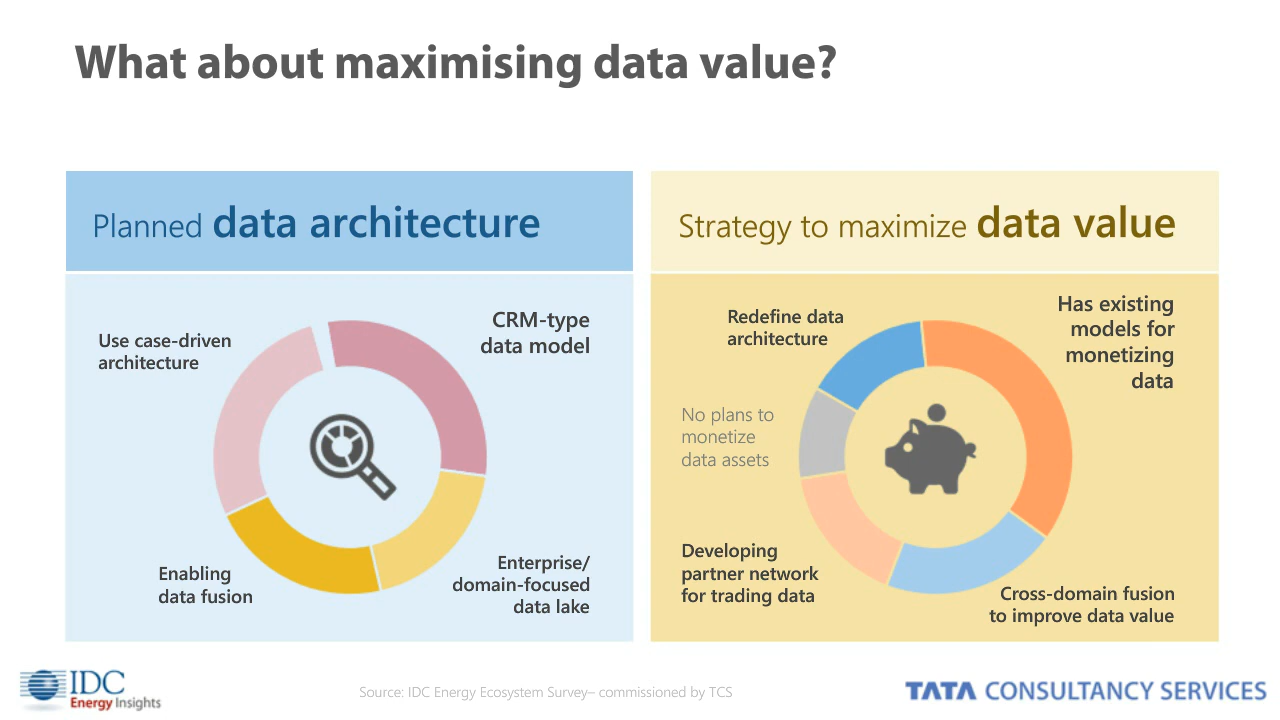 What about maximising data value?
Planned data architecture
Use case-driven
architecture
CRM-type
data model
Enabling
data fusion
Enterprise/
domain-focused
data lake
Strategy to maximize data value
Redefine data
architecture
Has existing
models for
monetizing
data
No plans to
monetize
data assets
Developing
partner network
for trading data
Cross-domain fusion
to improve data value
IDC
Energy Insights
Source: IDC Energy Ecosystem Survey– commissioned by TCS
TATA CONSULTANCY SERVICES